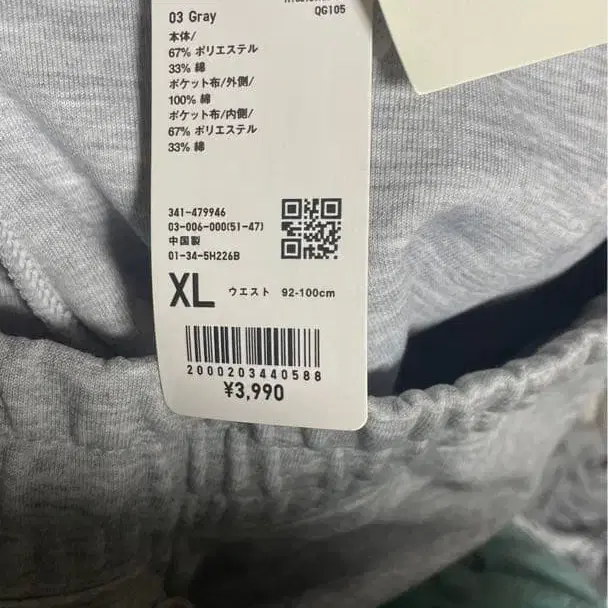 03 Gray
QG105
本体/
67% ポリエステル
33% 綿
ポケット布/外側/
100% 綿
ポケット布/内側/
67% ポリエステル
33% 綿
341-479946
03-006-000(51-47)
中国製
01-34-5H226B
XL ウエスト 92-100cm
2000203440588
¥3,990